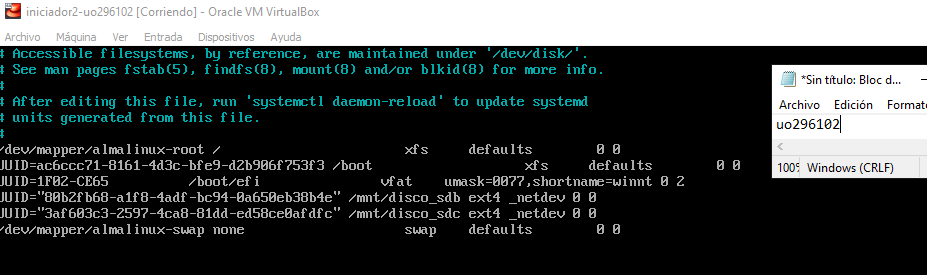 iniciador2-uo296102 [Corriendo] - Oracle VM VirtualBox
Archivo Máquina Ver Entrada Dispositivos Ayuda
# Accessible filesystems, by reference, are maintained under '/dev/disk/'.
# See man pages fstab(5), findfs(8), mount(8) and/or blkid(8) for more info.
#
# After editing this file, run 'systemctl daemon-reload' to update systemd
# units generated from this file.
#
/dev/mapper/almalinux-root / xfs defaults 0 0
UUID=ac6ccc71-8161-4d3c-bfe9-d2b906f753f3 /boot xfs defaults 0 0
UUID=1F02-CE65 /boot/efi vfat umask=0077,shortname=winnt 0 2
UUID="80b2fb68-a1f8-4adf-bc94-0a650eb38b4e" /mnt/disco_sdb ext4 _netdev 0 0
UUID="3af603c3-2597-4ca8-81dd-ed58ce0afdfc" /mnt/disco_sdc ext4 _netdev 0 0
/dev/mapper/almalinux-swap none swap defaults 0 0
*Sin título: Bloc d...
Archivo Edición Formato
uo296102
100% Windows (CRLF)